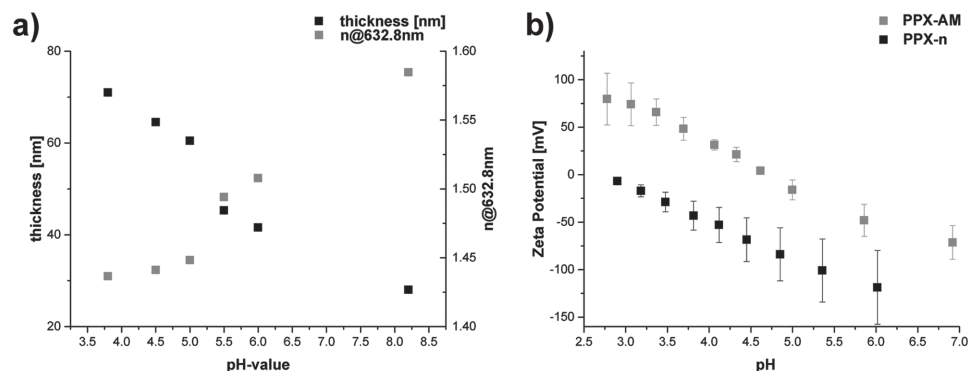 a)
thickness [nm]
n@632.8nm
80
60
40
20
thickness [nm]
1.60
1.55
1.50
1.45
1.40
n@632.8nm
3.5 4.0 4.5 5.0 5.5 6.0 6.5 7.0 7.5 8.0 8.5
pH-value
b)
PPX-AM
PPX-n
100
50
0
-50
-100
-150
Zeta Potential [mV]
2.5 3.0 3.5 4.0 4.5 5.0 5.5 6.0 6.5 7.0
pH